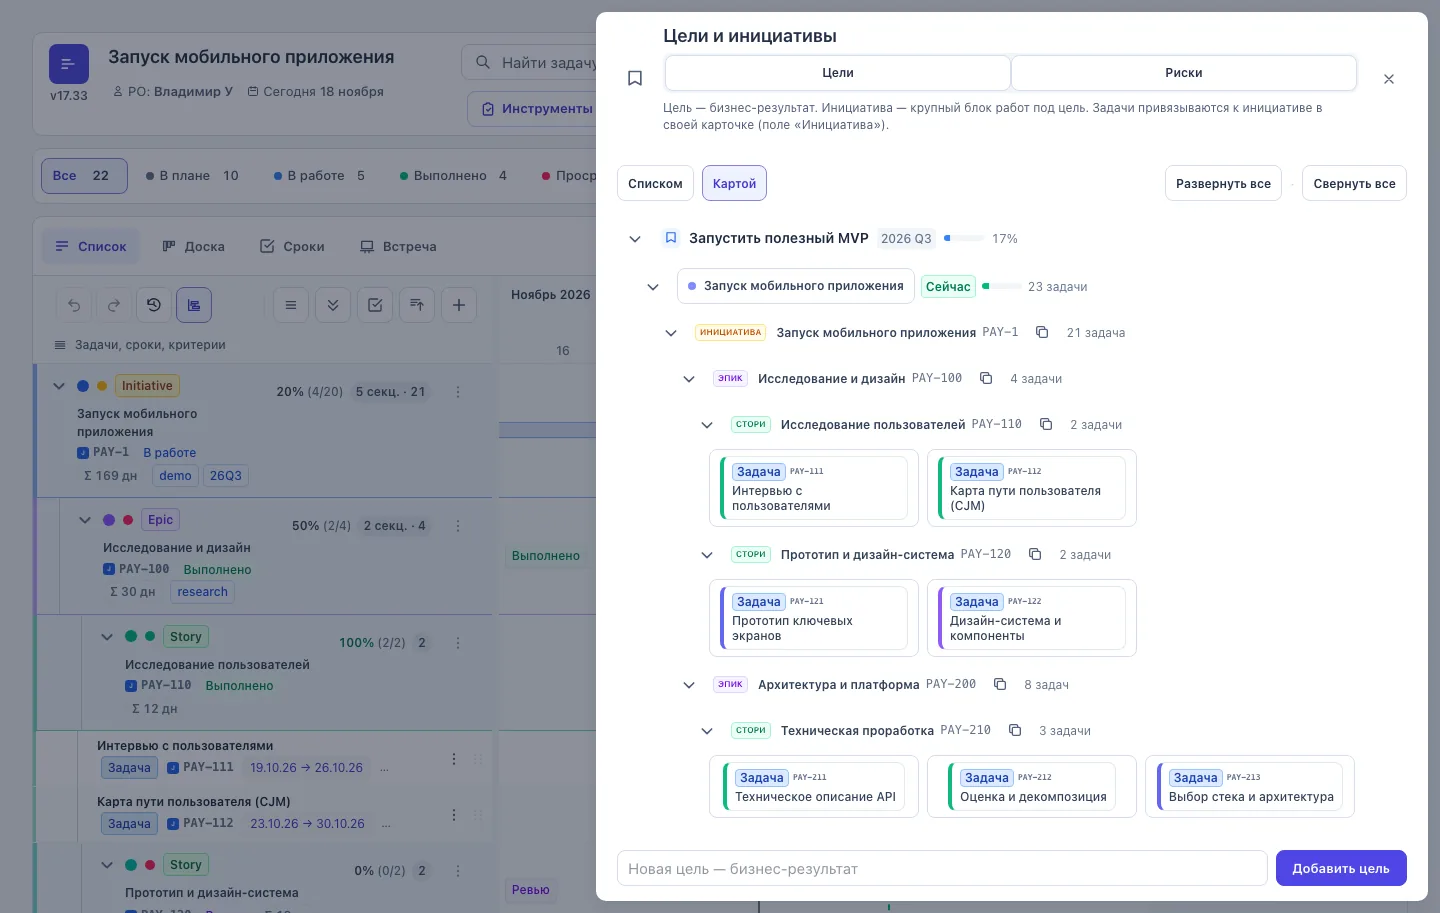 Запуск мобильного приложения
v17.33
РО: Владимир У
Сегодня 18 ноября
Найти задачу
Инструменты
Все 22
В плане 10
В работе 5
Выполнено 4
Список
Доска
Сроки
Встреча
Ноябрь 2026
Задачи, сроки, критерии
16
Initiative
20% (4/20)
5 сек. · 21
Запуск мобильного
приложения
PAY-1 В работе
Σ 169 дн demo 26Q3
Epic
50% (2/4)
2 сек. · 4
Исследование и дизайн
PAY-100 Выполнено
Σ 30 дн research
Выполнено
Story
100% (2/2) 2
Исследование пользователей
PAY-110 Выполнено
Σ 12 дн
Интервью с пользователями
Задача PAY-111 19.10.26 → 26.10.26 ...
Карта пути пользователя (CJM)
Задача PAY-112 23.10.26 → 30.10.26 ...
Story
0% (0/2) 2
Прототип и дизайн-система
Ревью
Цели и инициативы
Цели
Риски
Цель — бизнес-результат. Инициатива — крупный блок работ под цель. Задачи привязываются к инициативе в
своей карточке (поле «Инициатива»).
Списком
Картой
Развернуть все · Свернуть все
Запустить полезный MVP 2026 Q3 17%
Запуск мобильного приложения Сейчас 23 задачи
ИНИЦИАТИВА Запуск мобильного приложения PAY-1 21 задача
ЭПИК Исследование и дизайн PAY-100 4 задачи
СТОРИ Исследование пользователей PAY-110 2 задачи
Задача PAY-111
Интервью с
пользователями
Задача PAY-112
Карта пути пользователя
(CJM)
СТОРИ Прототип и дизайн-система PAY-120 2 задачи
Задача PAY-121
Прототип ключевых
экранов
Задача PAY-122
Дизайн-система и
компоненты
ЭПИК Архитектура и платформа PAY-200 8 задач
СТОРИ Техническая проработка PAY-210 3 задачи
Задача PAY-211
Техническое описание API
Задача PAY-212
Оценка и декомпозиция
Задача PAY-213
Выбор стека и архитектура
Новая цель — бизнес-результат
Добавить цель